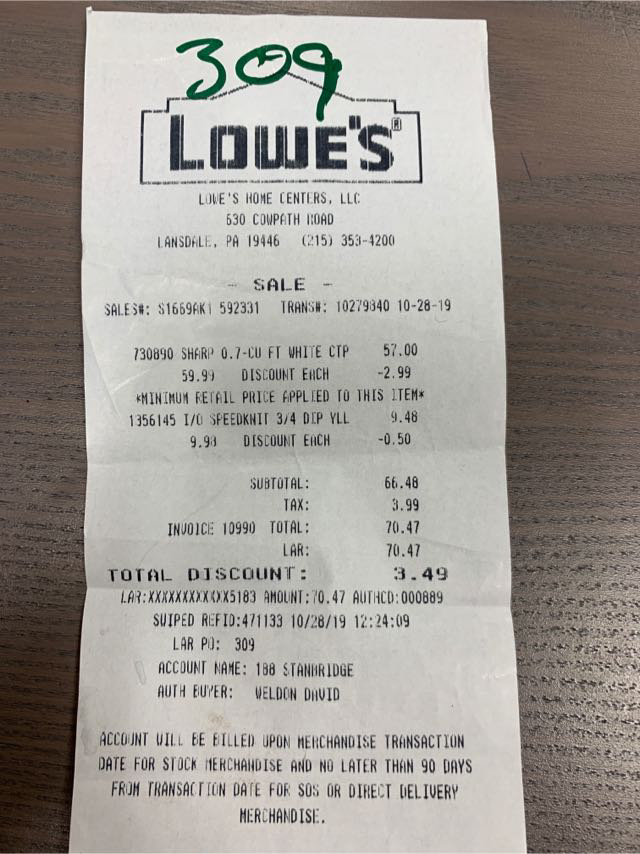 309
LOWE'S®
LOWE'S HOME CENTERS, LLC
630 COWPATH ROAD
LANSDALE, PA 19446 (215) 353-4200
- SALE -
SALES#: S1669AK1 592331 TRANS#: 10279840 10-28-19
730890 SHARP 0.7-CU FT WHITE CTP 57.00
59.99 DISCOUNT EACH -2.99
*MINIMUM RETAIL PRICE APPLIED TO THIS ITEM*
1356145 I/O SPEEDKNIT 3/4 DIP YLL 9.48
9.98 DISCOUNT EACH -0.50
SUBTOTAL: 66.48
TAX: 3.99
INVOICE 10990 TOTAL: 70.47
LAR: 70.47
TOTAL DISCOUNT: 3.49
LAR:XXXXXXXXXXXX5183 AMOUNT:70.47 AUTHCD:000889
SWIPED REFID:471133 10/28/19 12:24:09
LAR PO: 309
ACCOUNT NAME: 188 STANBRIDGE
AUTH BUYER: WELDON DAVID
ACCOUNT WILL BE BILLED UPON MERCHANDISE TRANSACTION
DATE FOR STOCK MERCHANDISE AND NO LATER THAN 90 DAYS
FROM TRANSACTION DATE FOR SOS OR DIRECT DELIVERY
MERCHANDISE.